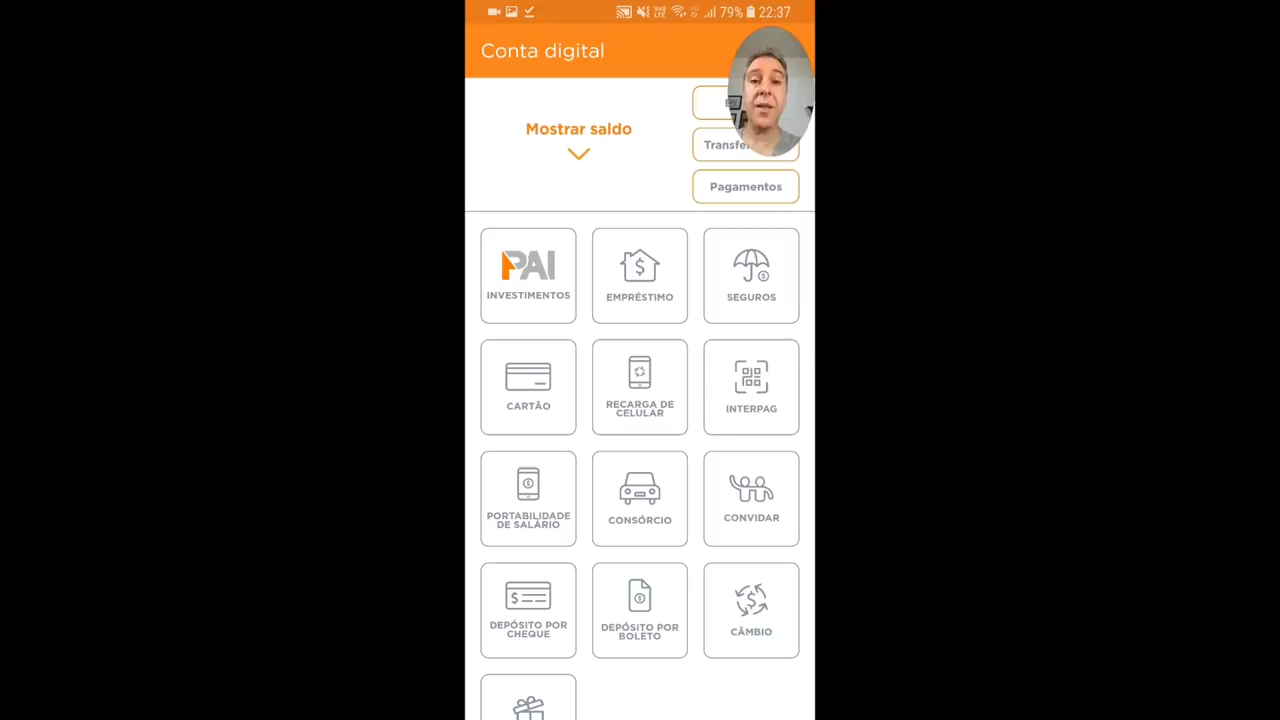 79% 22:37
Conta digital
Mostrar saldo
Pagamentos
PAI
INVESTIMENTOS
EMPRÉSTIMO
SEGUROS
CARTÃO
RECARGA DE
CELULAR
INTERPAG
PORTABILIDADE
DE SALÁRIO
CONSÓRCIO
CONVIDAR
DEPÓSITO POR
CHEQUE
DEPÓSITO POR
BOLETO
CÂMBIO